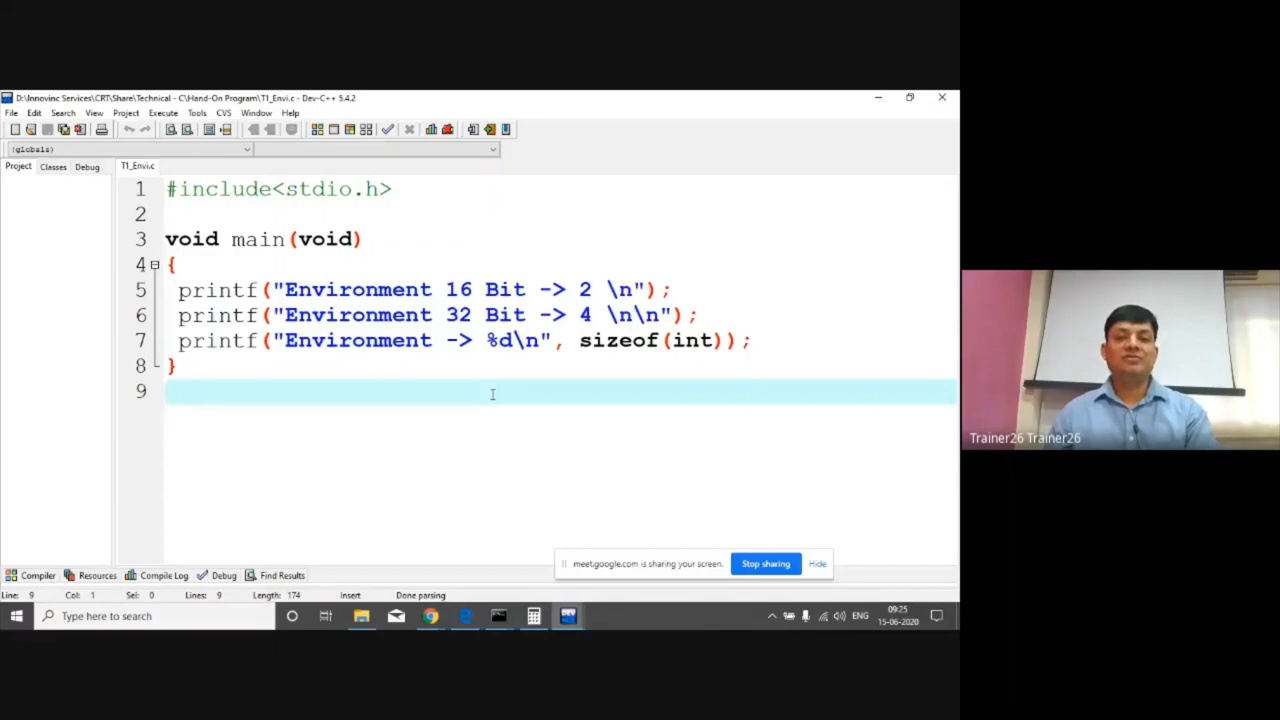 D:\Innovinc Services\CRT\Share\Technical - C\Hand-On Program\T1_Envi.c - Dev-C++ 5.4.2
File Edit Search View Project Execute Tools CVS Window Help
(globals)
Project Classes Debug T1_Envi.c
1 #include<stdio.h>
2
3 void main(void)
4 {
5 printf("Environment 16 Bit -> 2 \n");
6 printf("Environment 32 Bit -> 4 \n\n");
7 printf("Environment -> %d\n", sizeof(int));
8 }
9
Trainer26 Trainer26
meet.google.com is sharing your screen. Stop sharing Hide
Compiler Resources Compile Log Debug Find Results
Line: 9 Col: 1 Sel: 0 Lines: 9 Length: 174 Insert Done parsing
Type here to search ENG 09:25
15-06-2020